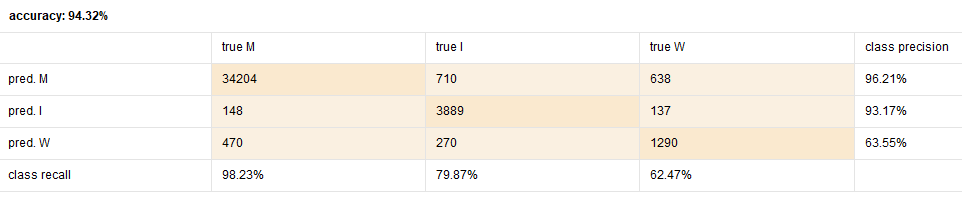 accuracy: 94.32%
true M true I true W class precision
pred. M 34204 710 638 96.21%
pred. I 148 3889 137 93.17%
pred. W 470 270 1290 63.55%
class recall 98.23% 79.87% 62.47%